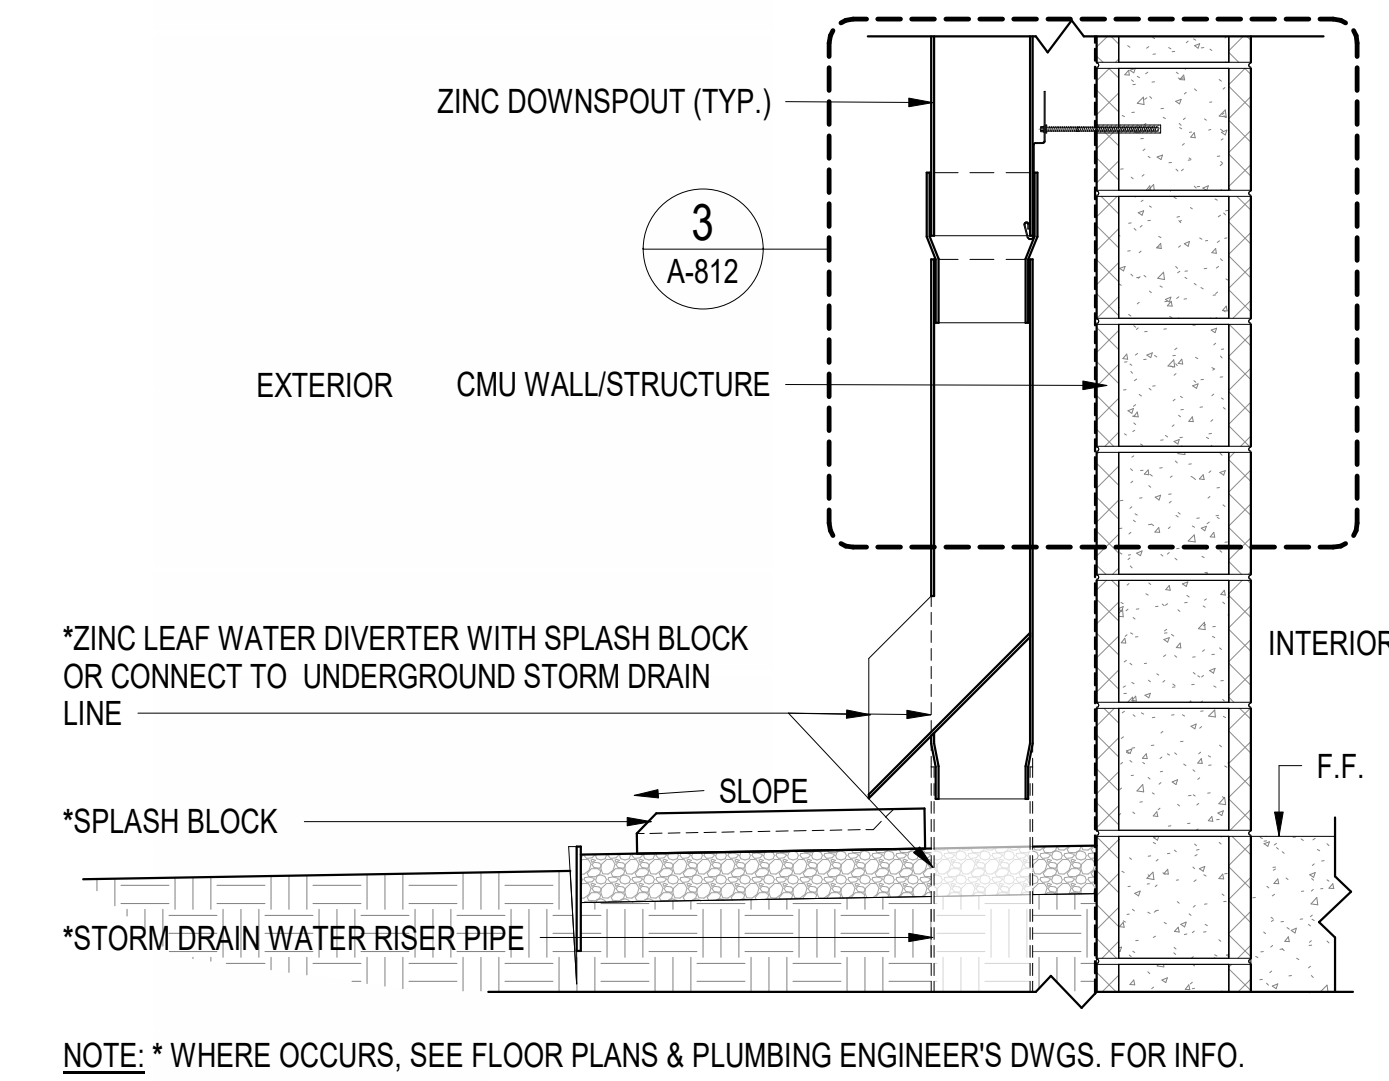 ZINC DOWNSPOUT (TYP.)
3
A-812
EXTERIOR
CMU WALL/STRUCTURE
*ZINC LEAF WATER DIVERTER WITH SPLASH BLOCK
OR CONNECT TO UNDERGROUND STORM DRAIN
LINE
INTERIOR
F.F.
SLOPE
*SPLASH BLOCK
*STORM DRAIN WATER RISER PIPE
NOTE: * WHERE OCCURS, SEE FLOOR PLANS & PLUMBING ENGINEER'S DWGS. FOR INFO.